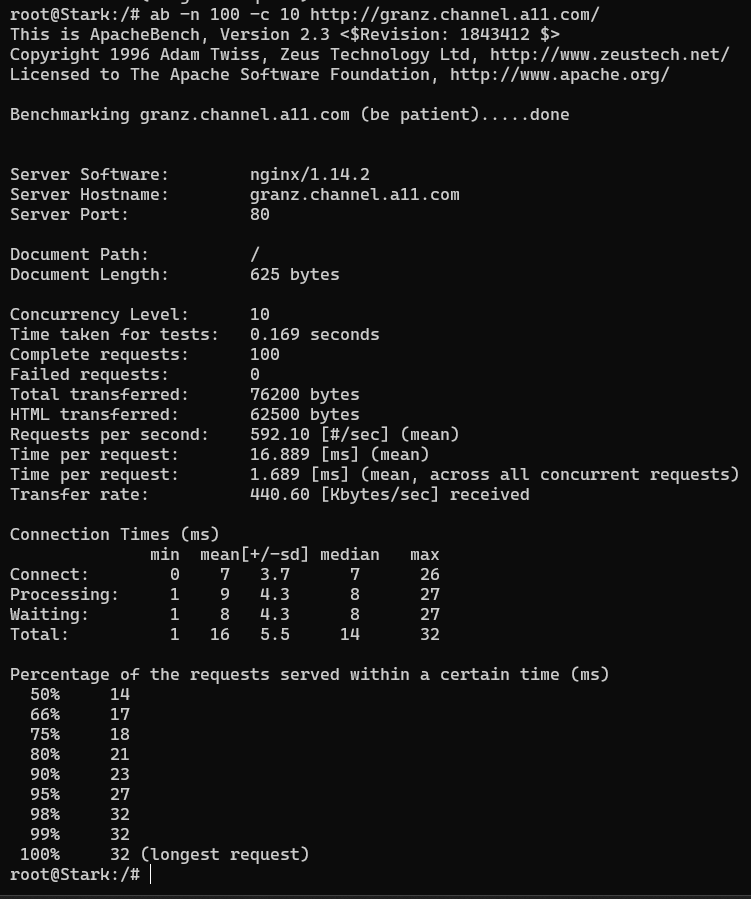 root@Stark:/# ab -n 100 -c 10 http://granz.channel.a11.com/
This is ApacheBench, Version 2.3 <$Revision: 1843412 $>
Copyright 1996 Adam Twiss, Zeus Technology Ltd, http://www.zeustech.net/
Licensed to The Apache Software Foundation, http://www.apache.org/
Benchmarking granz.channel.a11.com (be patient).....done
Server Software:        nginx/1.14.2
Server Hostname:        granz.channel.a11.com
Server Port:            80
Document Path:          /
Document Length:        625 bytes
Concurrency Level:      10
Time taken for tests:   0.169 seconds
Complete requests:      100
Failed requests:        0
Total transferred:      76200 bytes
HTML transferred:       62500 bytes
Requests per second:    592.10 [#/sec] (mean)
Time per request:       16.889 [ms] (mean)
Time per request:       1.689 [ms] (mean, across all concurrent requests)
Transfer rate:          440.60 [Kbytes/sec] received
Connection Times (ms)
              min  mean[+/-sd] median   max
Connect:        0    7   3.7      7      26
Processing:     1    9   4.3      8      27
Waiting:        1    8   4.3      8      27
Total:          1   16   5.5     14      32
Percentage of the requests served within a certain time (ms)
  50%     14
  66%     17
  75%     18
  80%     21
  90%     23
  95%     27
  98%     32
  99%     32
 100%     32 (longest request)
root@Stark:/#